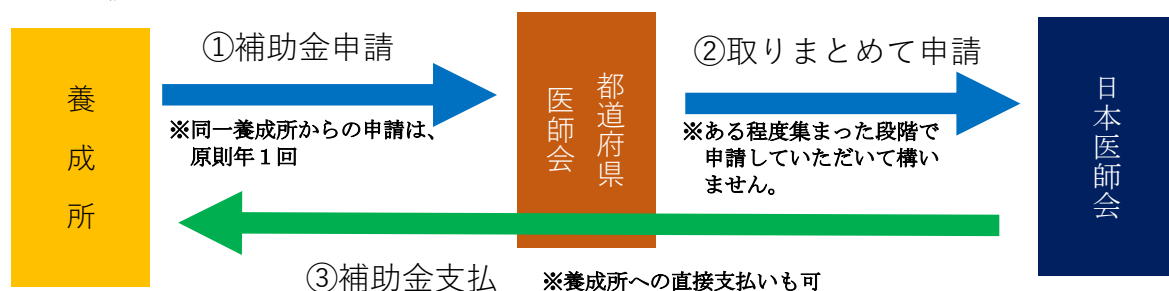 養成所
①補助金申請
※同一養成所からの申請は、
原則年１回
都道府県
医師会
②取りまとめて申請
※ある程度集まった段階で
申請していただいて構い
ません。
日本医師会
③補助金支払
※養成所への直接支払いも可